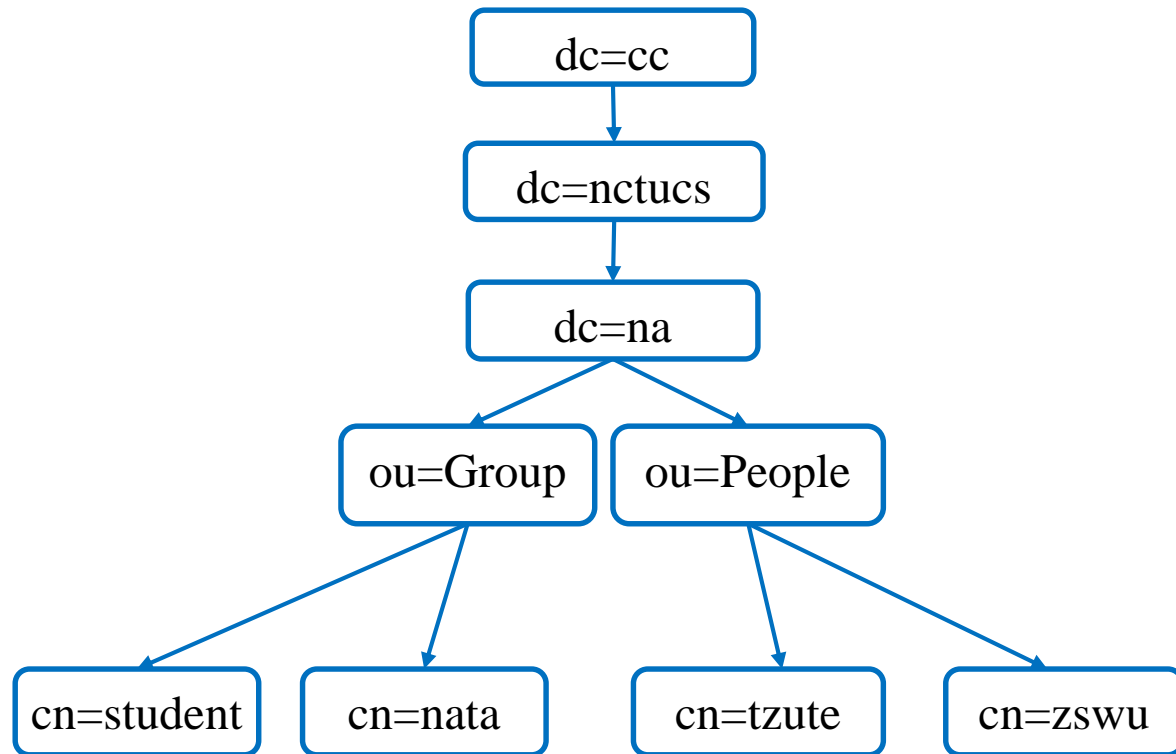 dc=cc
dc=nctucs
dc=na
ou=Group
ou=People
cn=student
cn=nata
cn=tzute
cn=zswu